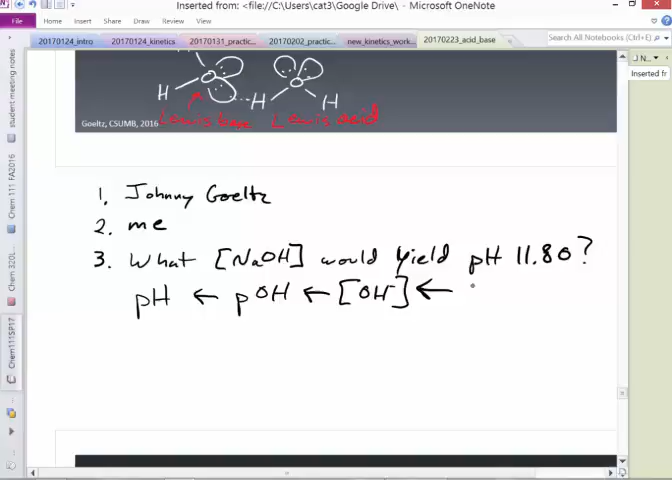 Inserted from: <file://C:/Users/cat3/Google Drive/ - Microsoft OneNote
File Home Insert Draw History Share Review View
20170124_intro 20170124_kinetics 20170131_practic... 20170202_practic... new_kinetics_work... 20170223_acid_base
Search All Notebooks (Ctrl+E)
N...
Inserted fr
student meeting notes
Chem 111 FA2016
Chem 320L
Chem111SP17
H H H
Lewis base Lewis acid
Goeltz, CSUMB, 2016
1. Johnny Goeltz
2. me
3. What [NaOH] would yield pH 11.80?
pH ← pOH ← [OH⁻] ←